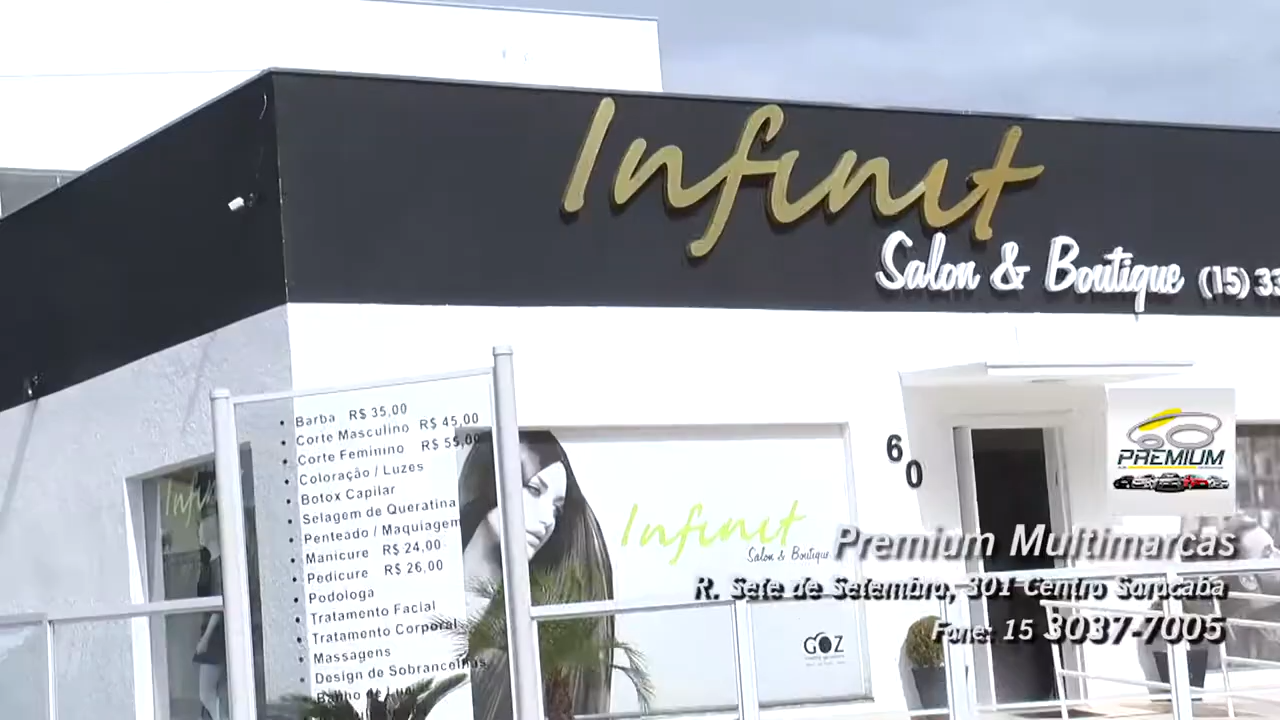 Infinit
Salon & Boutique (15) 33
Barba R$ 35,00
Corte Masculino R$ 45,00
Corte Feminino R$ 55,00
Coloração / Luzes
Botox Capilar
Selagem de Queratina
Penteado / Maquiagem
Manicure R$ 24,00
Pedicure R$ 26,00
Podologa
Tratamento Facial
Tratamento Corporal
Massagens
Design de Sobrancelhas
Banho de Lua
Infinit
Salon & Boutique
GOZ
60
PREMIUM
Premium Multimarcas
R. Sete de Setembro, 301 Centro Sorocaba
Fone: 15 3037-7005